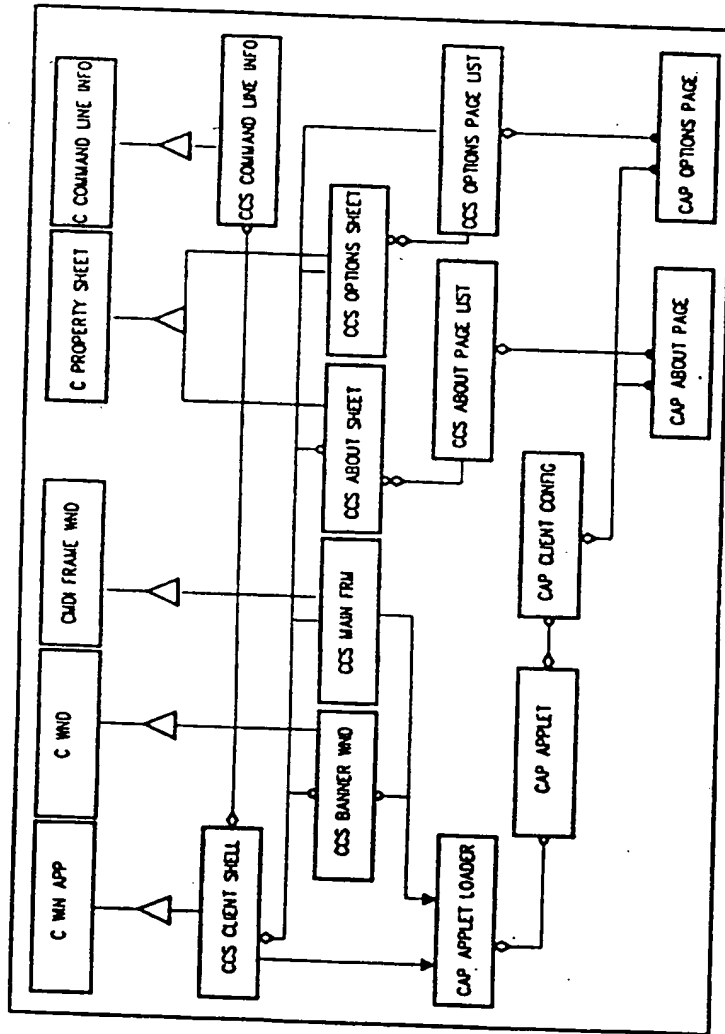 C WIN APP
C WND
CMDI FRAME WND
C PROPERTY SHEET
C COMMAND LINE INFO
CCS CLIENT SHELL
CCS COMMAND LINE INFO
CCS BANNER WND
CCS MAIN FRM
CCS ABOUT SHEET
CCS OPTIONS SHEET
CAP APPLET LOADER
CCS ABOUT PAGE LIST
CCS OPTIONS PAGE LIST
CAP APPLET
CAP CLIENT CONFIG
CAP ABOUT PAGE
CAP OPTIONS PAGE.